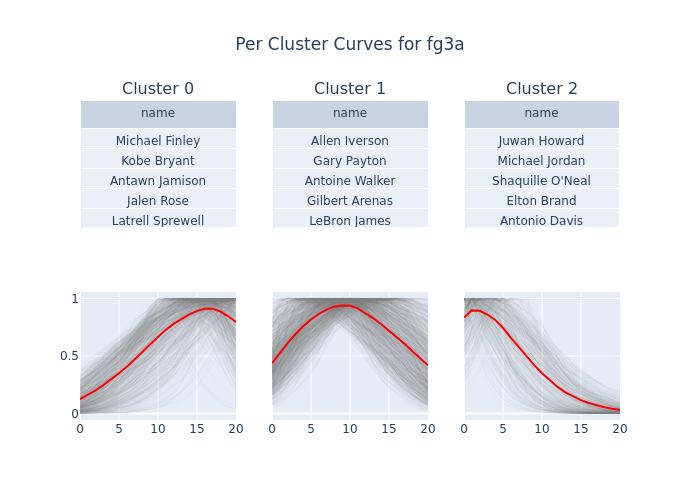 Per Cluster Curves for fg3a
Cluster 0
name
Michael Finley
Kobe Bryant
Antawn Jamison
Jalen Rose
Latrell Sprewell
Cluster 1
name
Allen Iverson
Gary Payton
Antoine Walker
Gilbert Arenas
LeBron James
Cluster 2
name
Juwan Howard
Michael Jordan
Shaquille O'Neal
Elton Brand
Antonio Davis
1
0.5
0
0 5 10 15 20
0 5 10 15 20
0 5 10 15 20